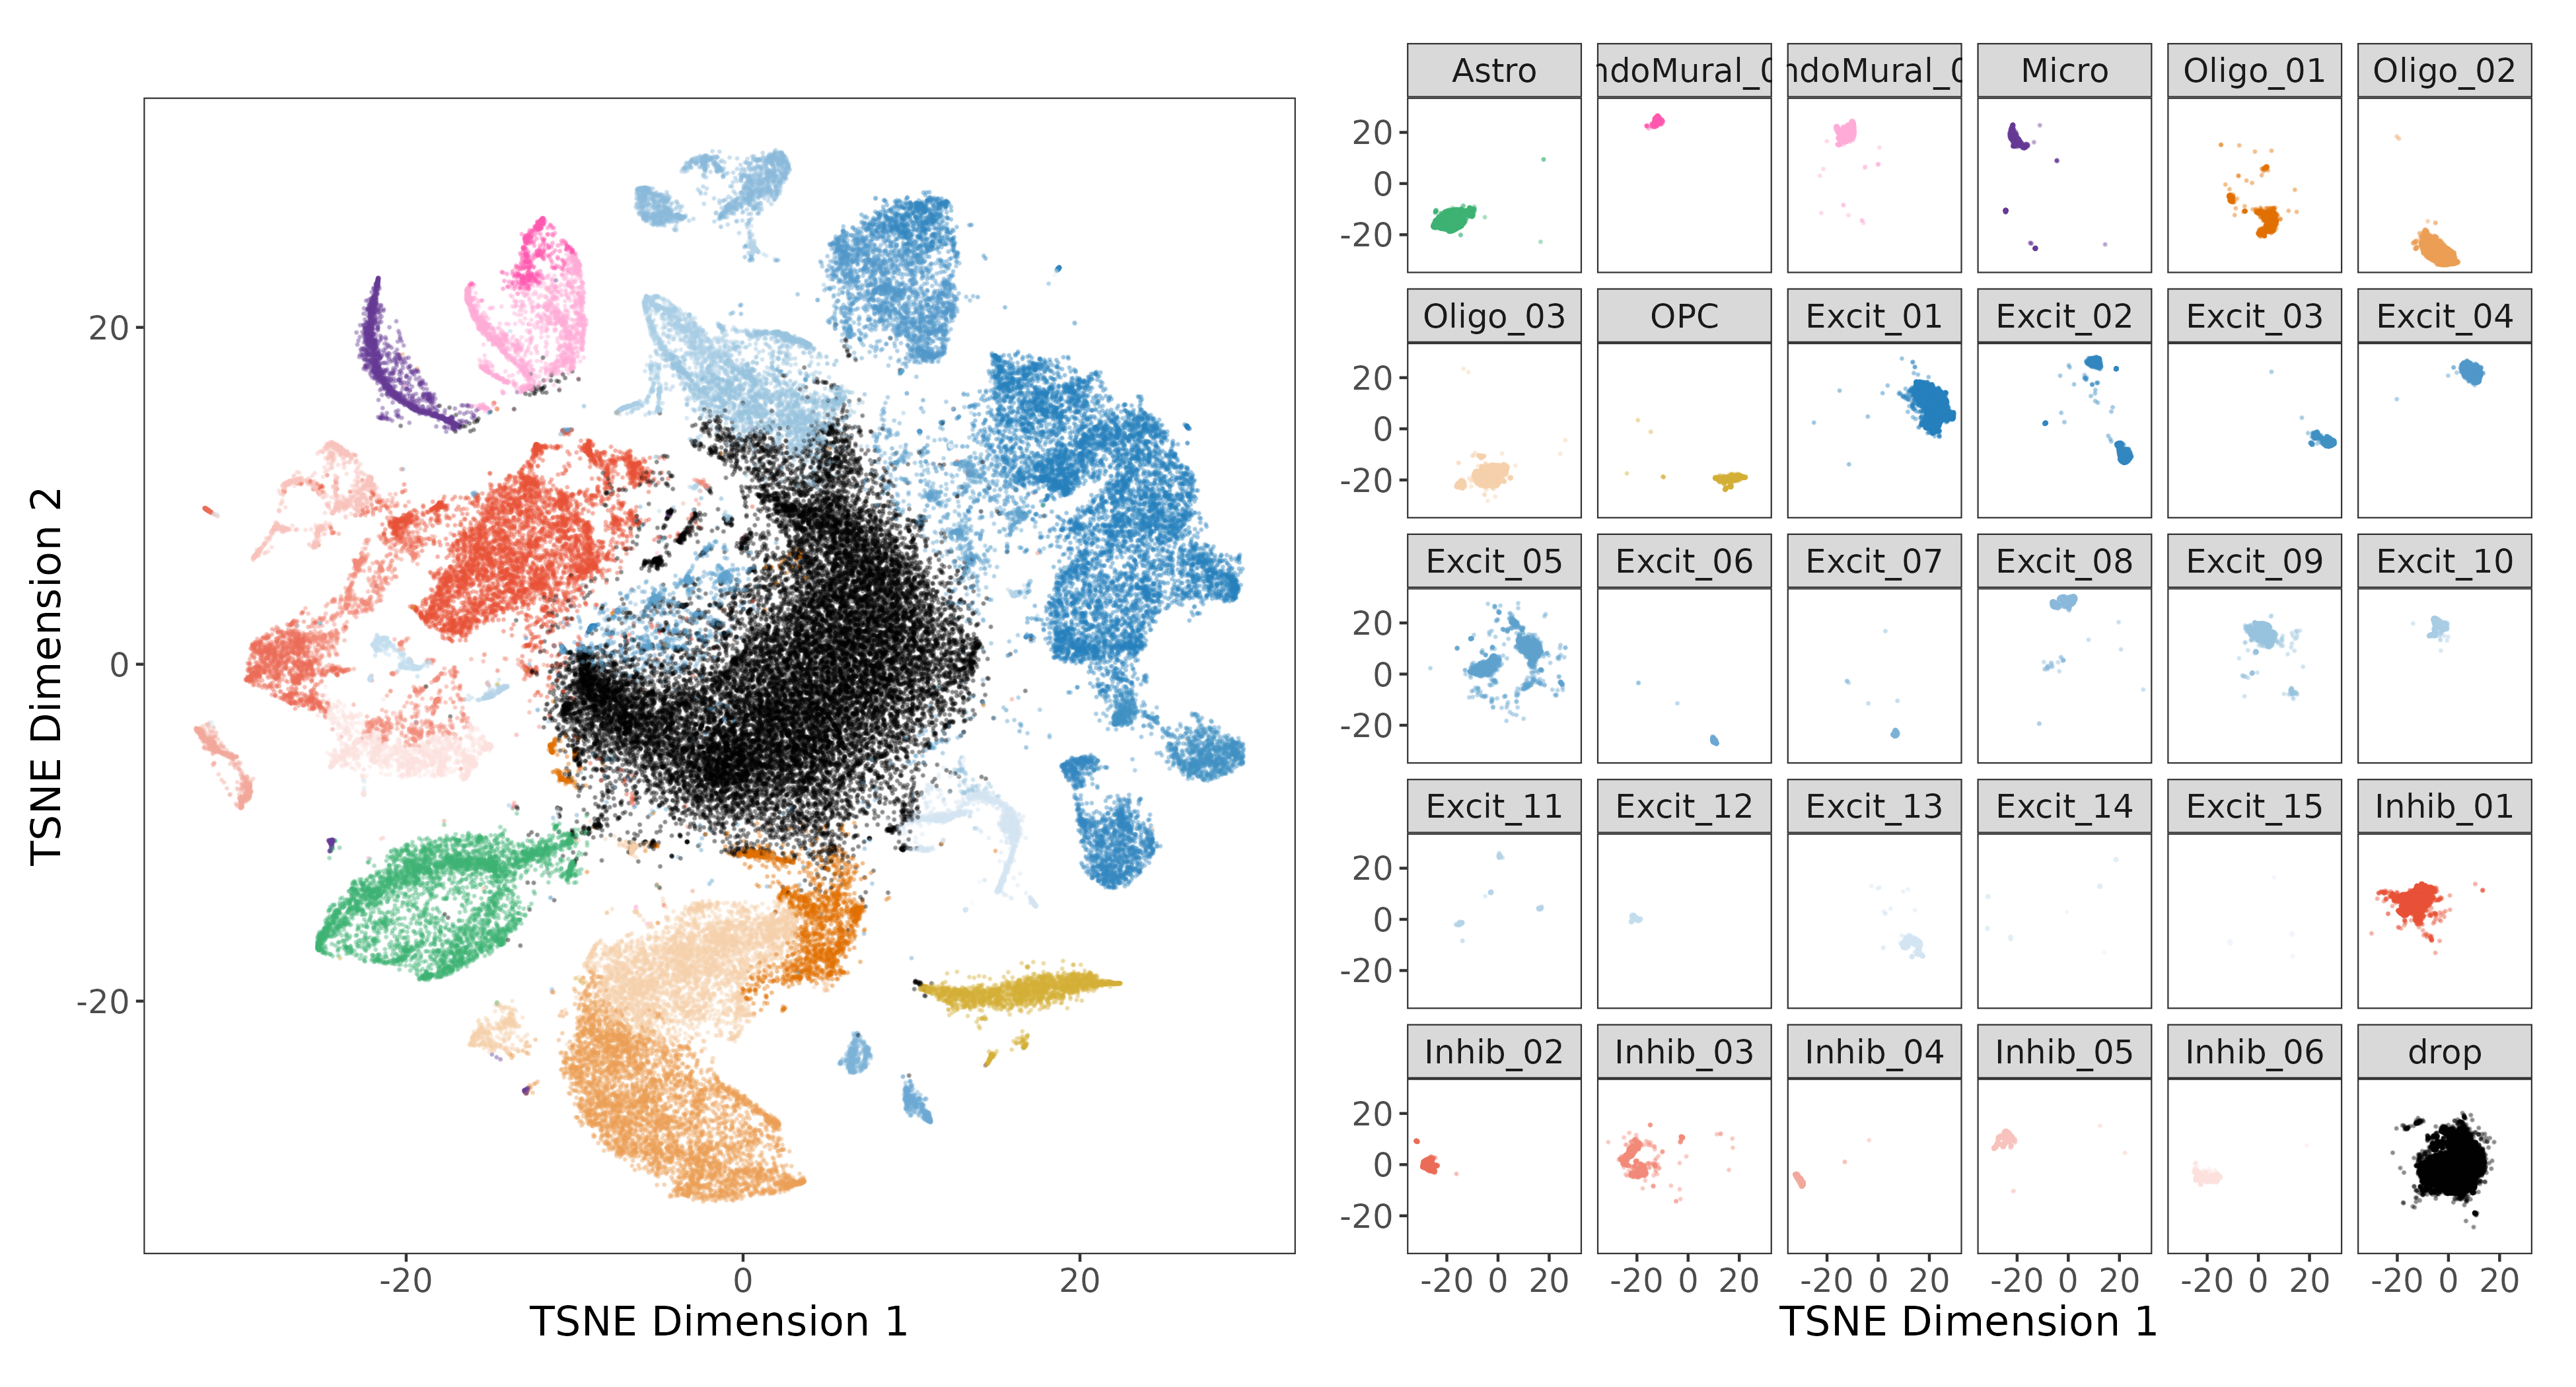 TSNE Dimension 2
20
0
-20
-20 0 20
TSNE Dimension 1
Astro ndoMural_ ndoMural_ Micro Oligo_01 Oligo_02
20
0
-20
Oligo_03 OPC Excit_01 Excit_02 Excit_03 Excit_04
20
0
-20
Excit_05 Excit_06 Excit_07 Excit_08 Excit_09 Excit_10
20
0
-20
Excit_11 Excit_12 Excit_13 Excit_14 Excit_15 Inhib_01
20
0
-20
Inhib_02 Inhib_03 Inhib_04 Inhib_05 Inhib_06 drop
20
0
-20
-20 0 20 -20 0 20 -20 0 20 -20 0 20 -20 0 20 -20 0 20
TSNE Dimension 1